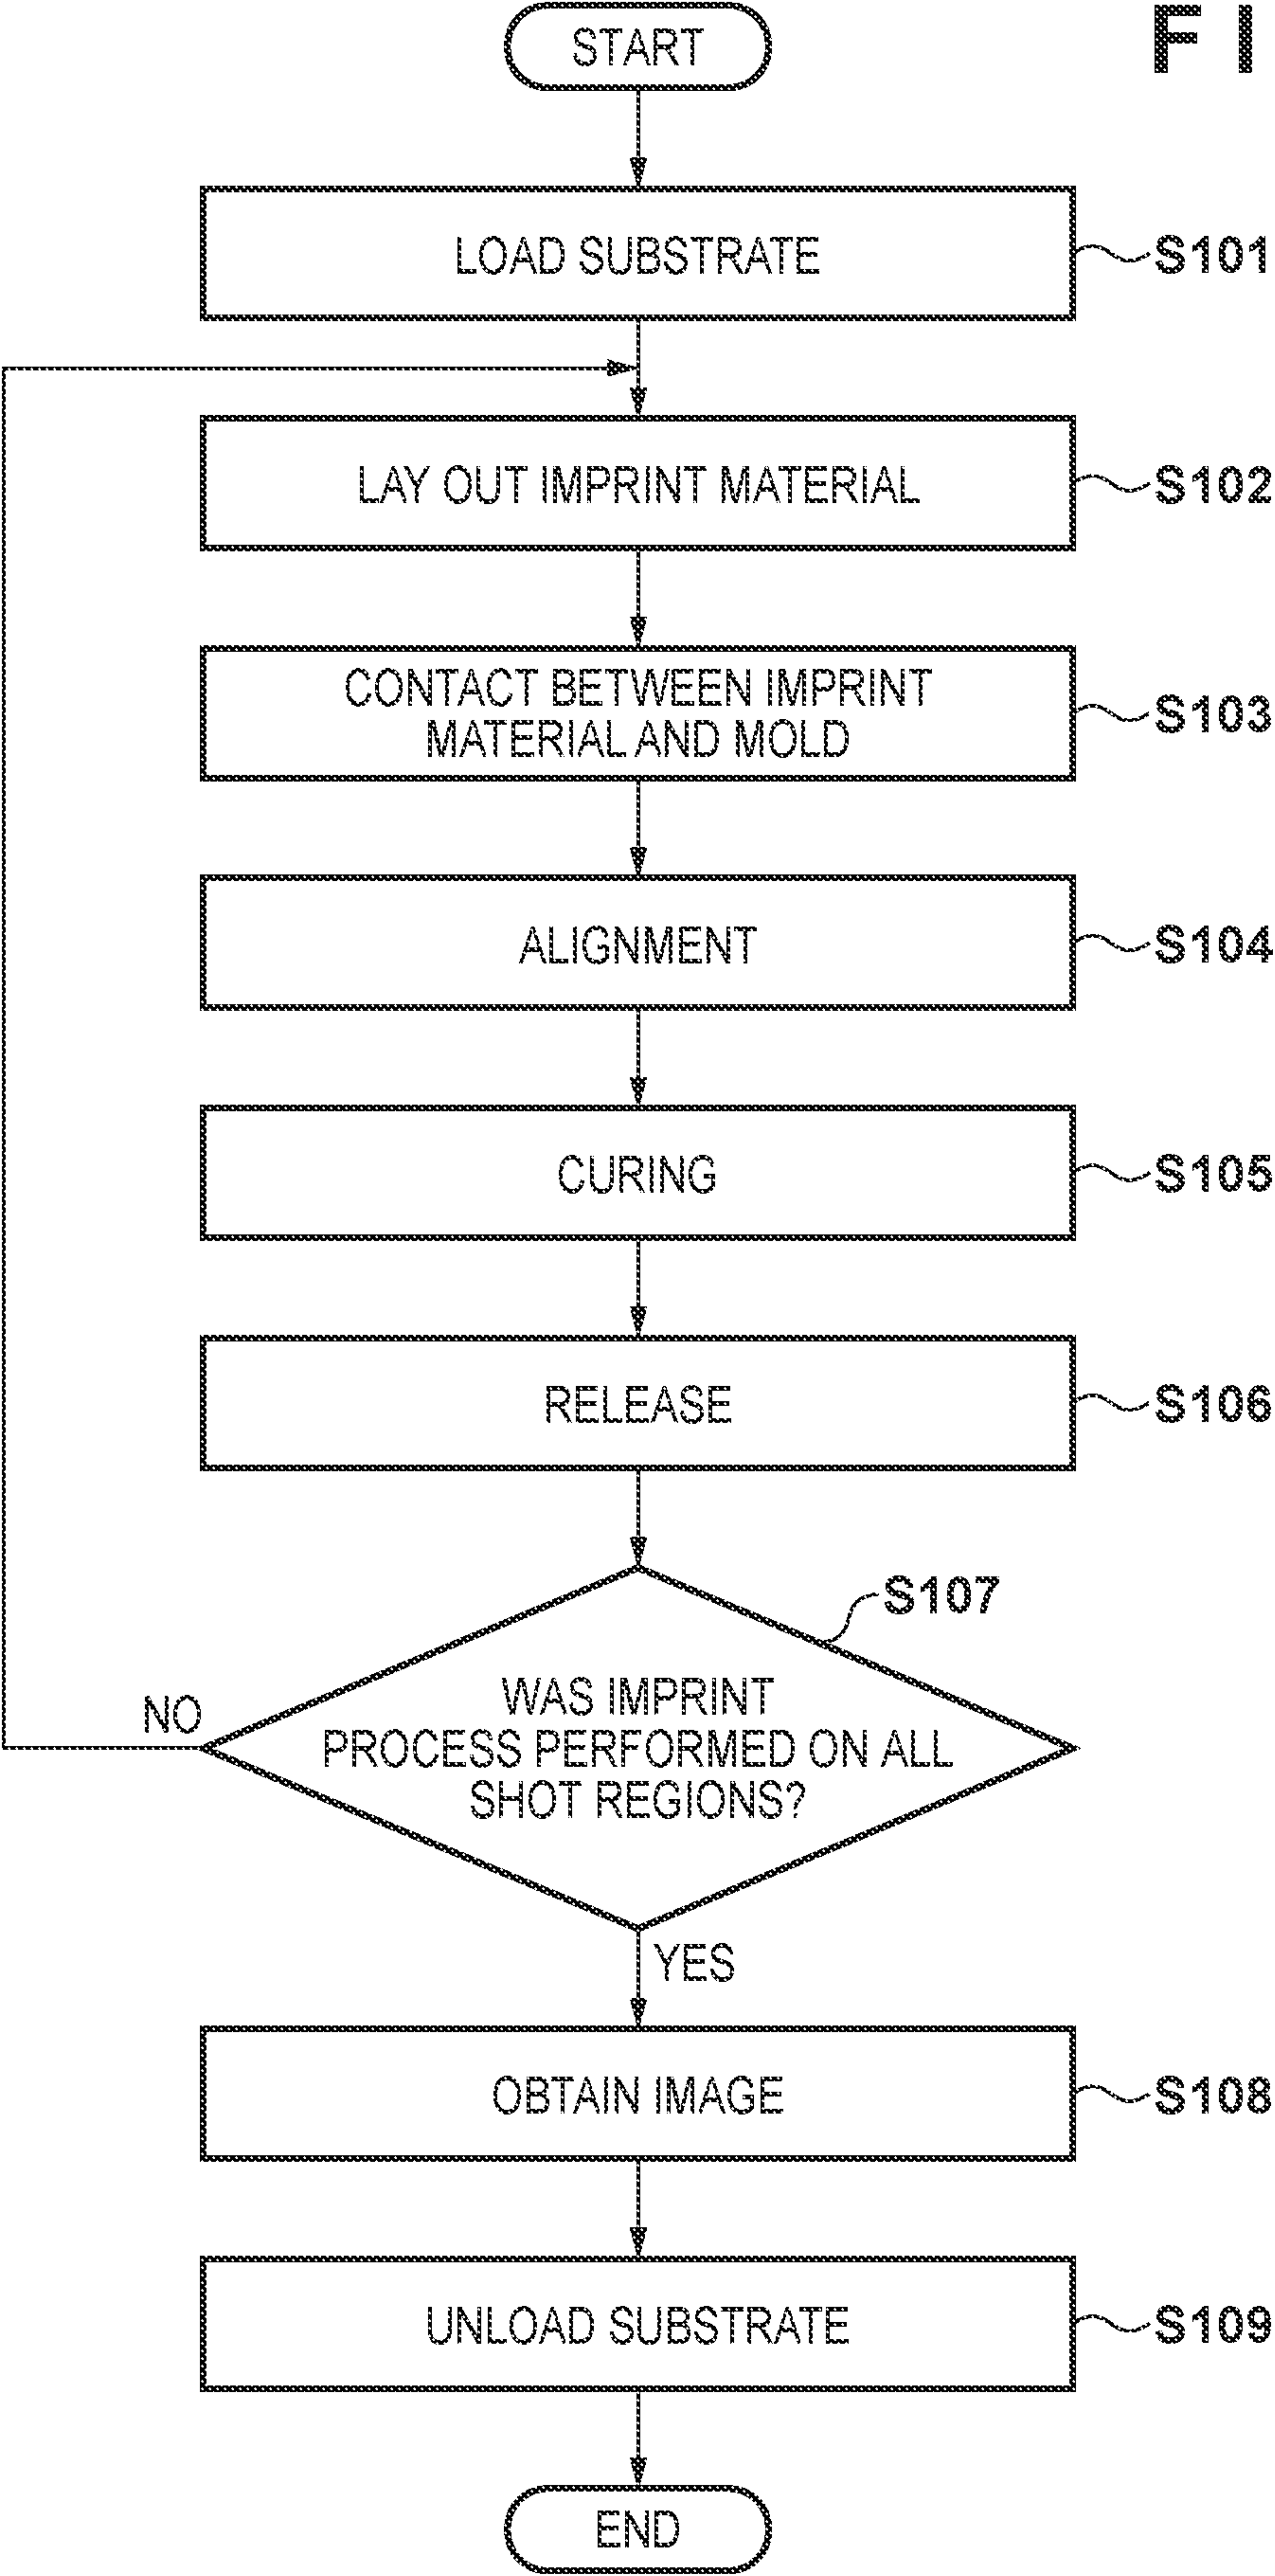 F I
START
LOAD SUBSTRATE
S101
LAY OUT IMPRINT MATERIAL
S102
CONTACT BETWEEN IMPRINT
MATERIAL AND MOLD
S103
ALIGNMENT
S104
CURING
S105
RELEASE
S106
S107
WAS IMPRINT
PROCESS PERFORMED ON ALL
SHOT REGIONS?
NO
YES
OBTAIN IMAGE
S108
UNLOAD SUBSTRATE
S109
END